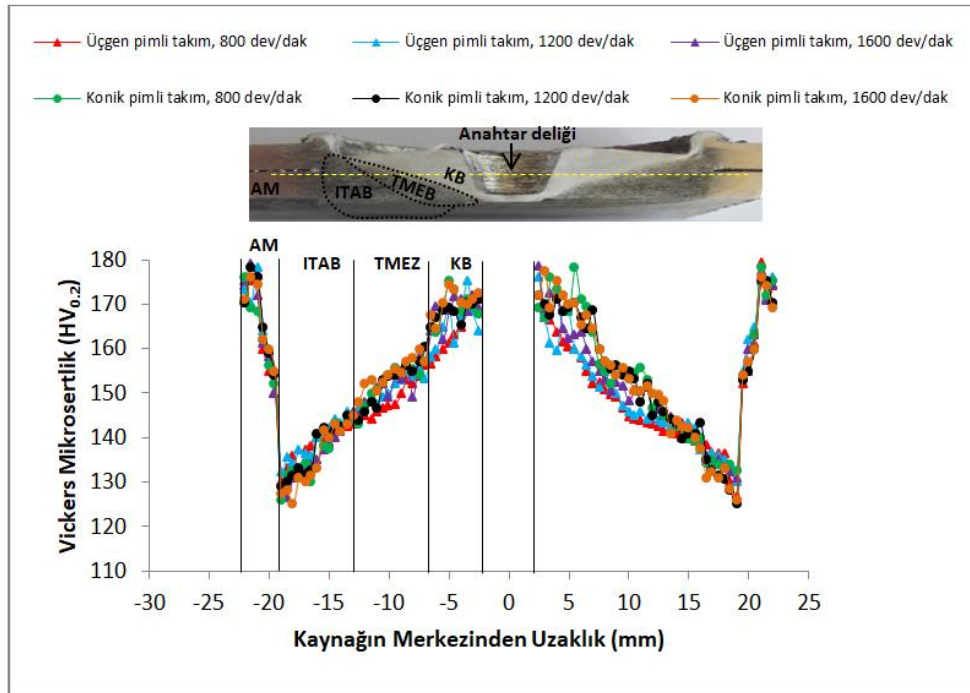 Üçgen pimli takım, 800 dev/dak
Üçgen pimli takım, 1200 dev/dak
Üçgen pimli takım, 1600 dev/dak
Konik pimli takım, 800 dev/dak
Konik pimli takım, 1200 dev/dak
Konik pimli takım, 1600 dev/dak
Anahtar deliği
AM
ITAB
TMEB
KB
AM
ITAB
TMEZ
KB
Vickers Mikrosertlik (HV0.2)
180
170
160
150
140
130
120
110
-30 -25 -20 -15 -10 -5 0 5 10 15 20 25
Kaynağın Merkezinden Uzaklık (mm)